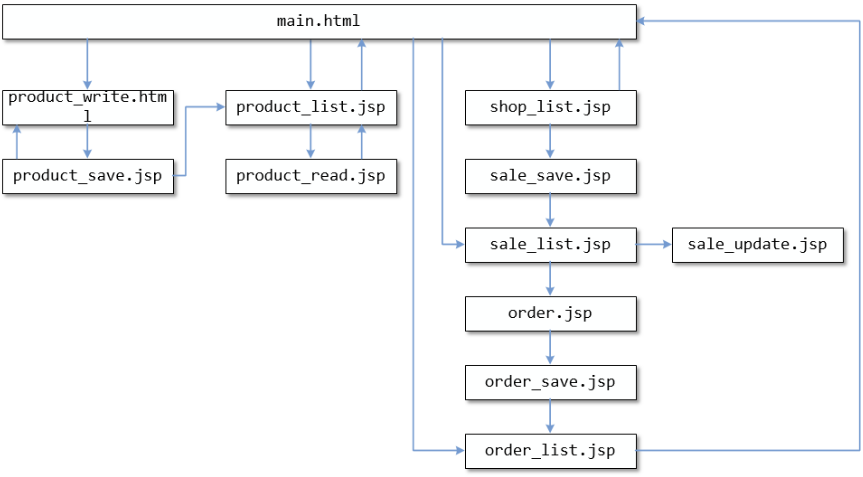 main.html
product_write.htm
l
product_list.jsp
shop_list.jsp
product_save.jsp
product_read.jsp
sale_save.jsp
sale_list.jsp
sale_update.jsp
order.jsp
order_save.jsp
order_list.jsp